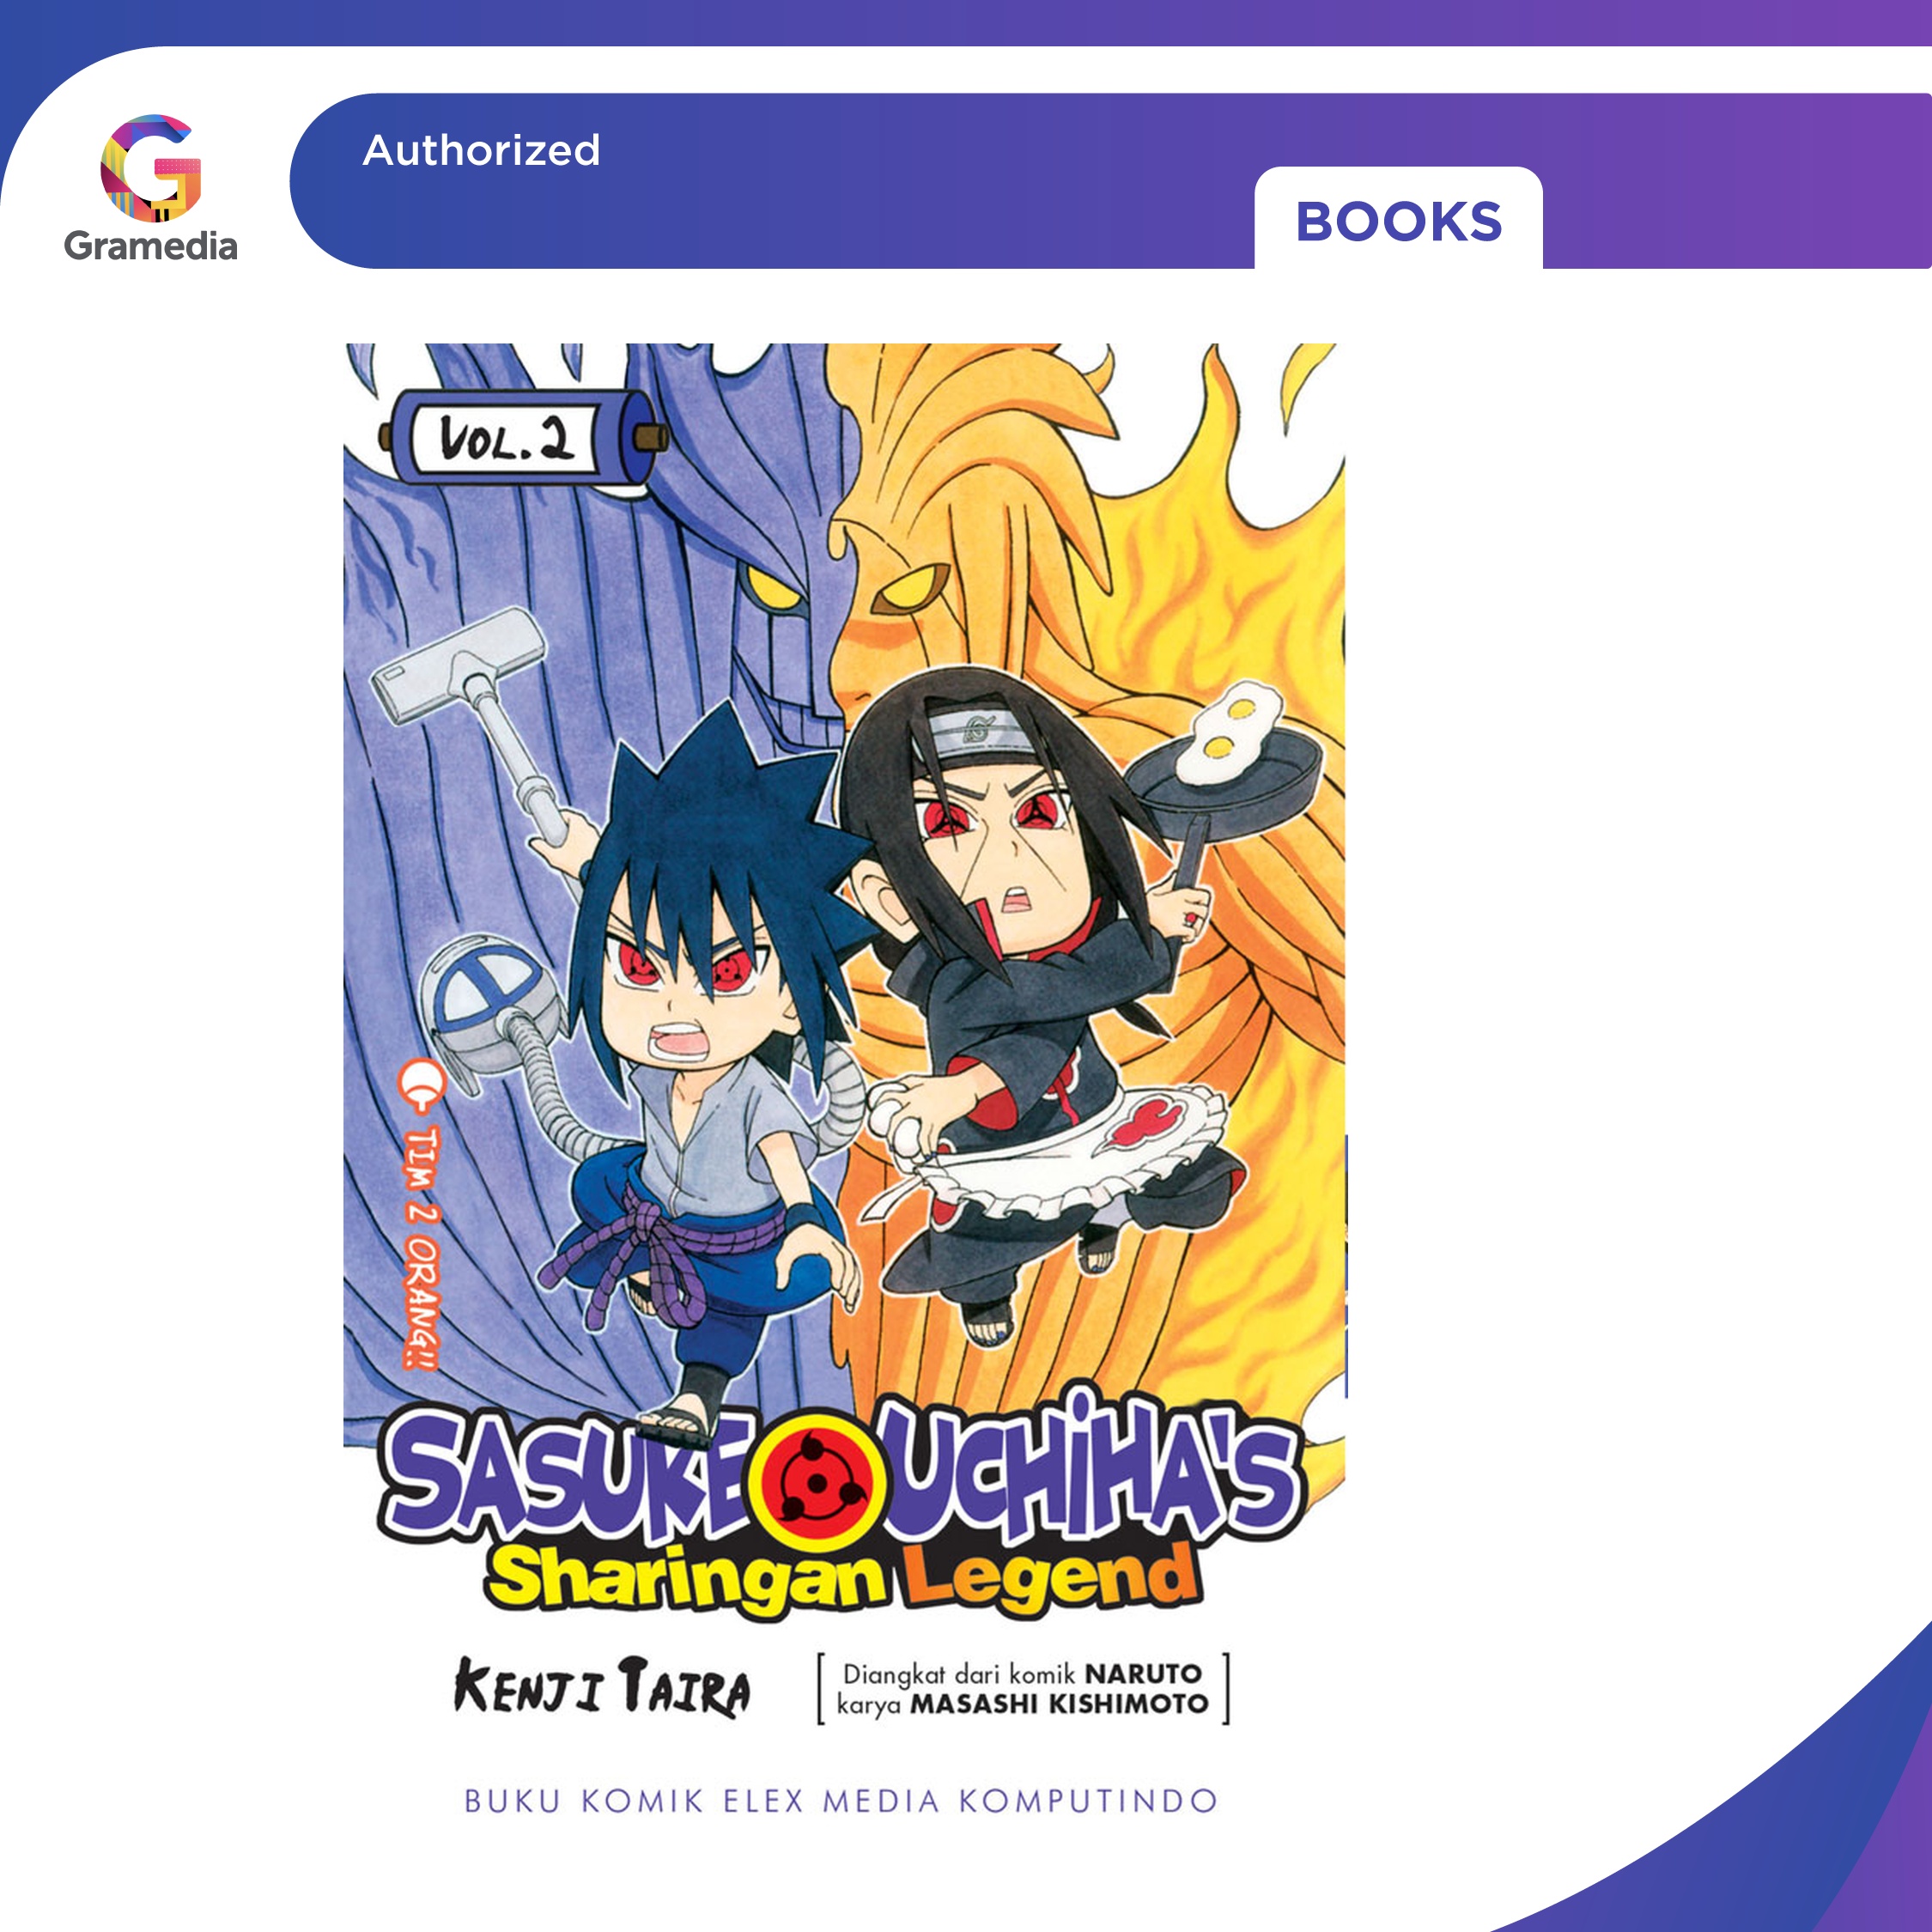 Authorized
BOOKS
Gramedia
VOL.2
TIM 2 ORANG!!
SASUKE UCHIHA'S
Sharingan Legend
KENJI TAIRA
Diangkat dari komik NARUTO
karya MASASHI KISHIMOTO
BUKU KOMIK ELEX MEDIA KOMPUTINDO